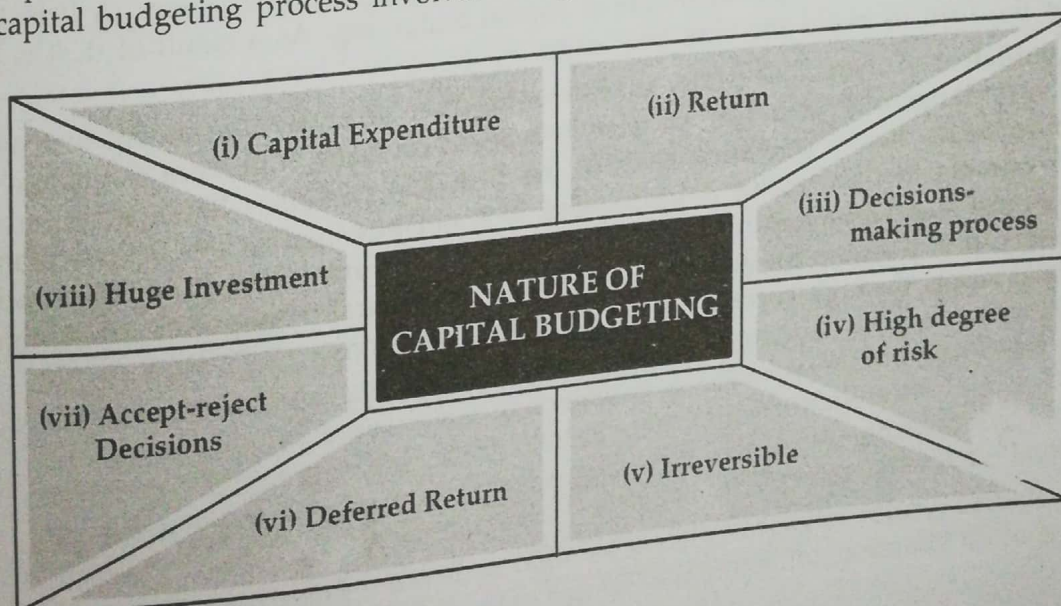 capital budgeting process
(i) Capital Expenditure
(ii) Return
(iii) Decisions-
making process
(iv) High degree
of risk
(v) Irreversible
(vi) Deferred Return
(vii) Accept-reject
Decisions
(viii) Huge Investment
NATURE OF
CAPITAL BUDGETING